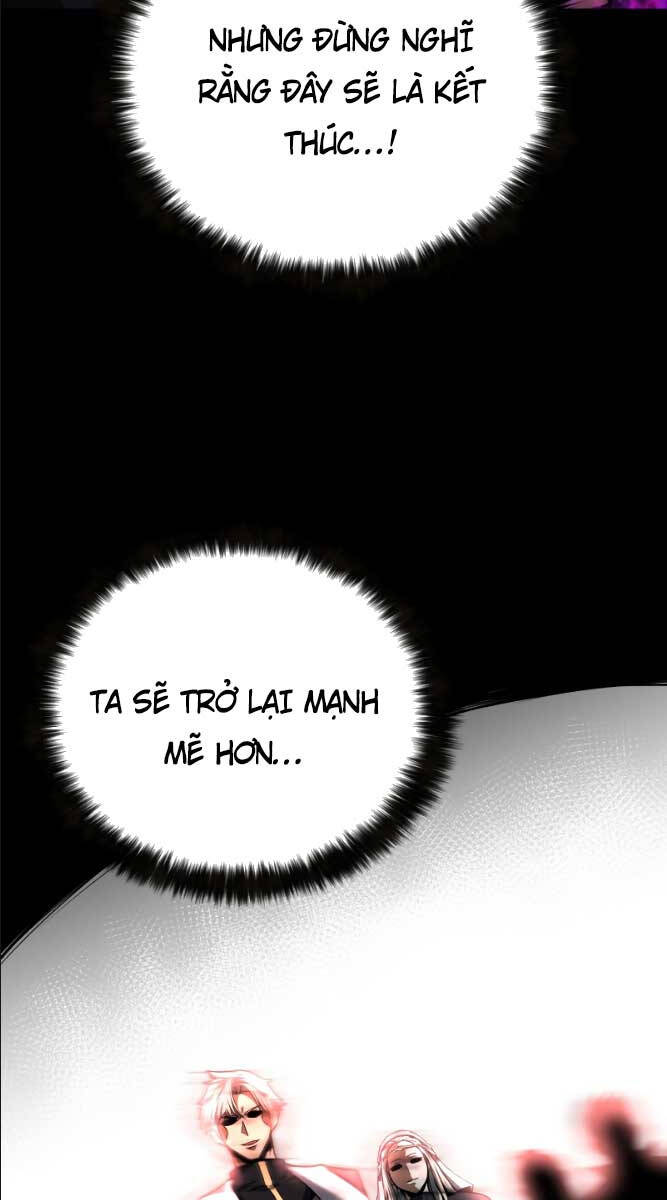 NHƯNG ĐỪNG NGHĨ
RẰNG ĐÂY SẼ LÀ KẾT
THÚC...!
TA SẼ TRỞ LẠI MẠNH
MẼ HƠN...